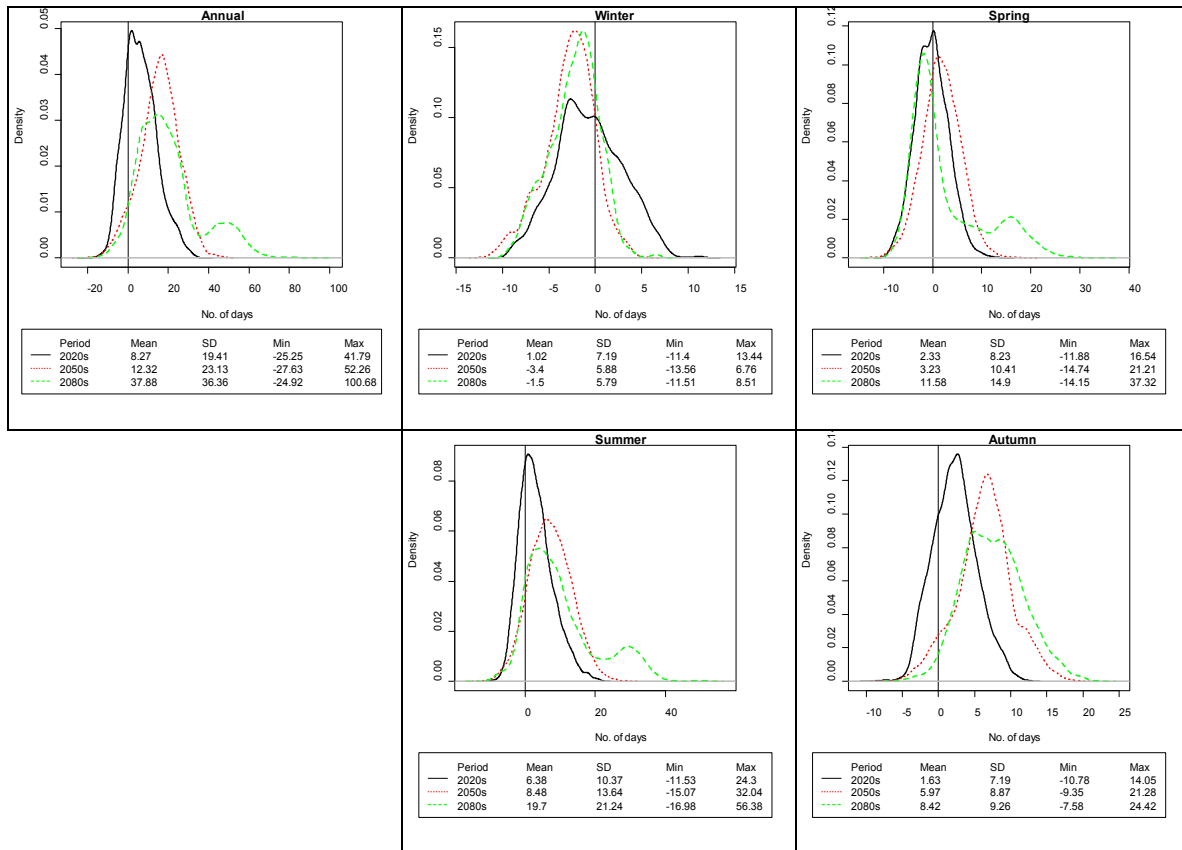 Annual
Density
0.00 0.01 0.02 0.03 0.04 0.05
-20 0 20 40 60 80 100
No. of days
Period Mean SD Min Max
2020s 8.27 19.41 -25.25 41.79
2050s 12.32 23.13 -27.63 52.26
2080s 37.88 36.36 -24.92 100.68
Winter
Density
0.00 0.05 0.10 0.15
-15 -10 -5 0 5 10 15
No. of days
Period Mean SD Min Max
2020s 1.02 7.19 -11.4 13.44
2050s -3.4 5.88 -13.56 6.76
2080s -1.5 5.79 -11.51 8.51
Spring
Density
0.00 0.02 0.04 0.06 0.08 0.10 0.12
-10 0 10 20 30 40
No. of days
Period Mean SD Min Max
2020s 2.33 8.23 -11.88 16.54
2050s 3.23 10.41 -14.74 21.21
2080s 11.58 14.9 -14.15 37.32
Summer
Density
0.00 0.02 0.04 0.06 0.08
0 20 40
No. of days
Period Mean SD Min Max
2020s 6.38 10.37 -11.53 24.3
2050s 8.48 13.64 -15.07 32.04
2080s 19.7 21.24 -16.98 56.38
Autumn
Density
0.00 0.02 0.04 0.06 0.08 0.10 0.12
-10 -5 0 5 10 15 20 25
No. of days
Period Mean SD Min Max
2020s 1.63 7.19 -10.78 14.05
2050s 5.97 8.87 -9.35 21.28
2080s 8.42 9.26 -7.58 24.42